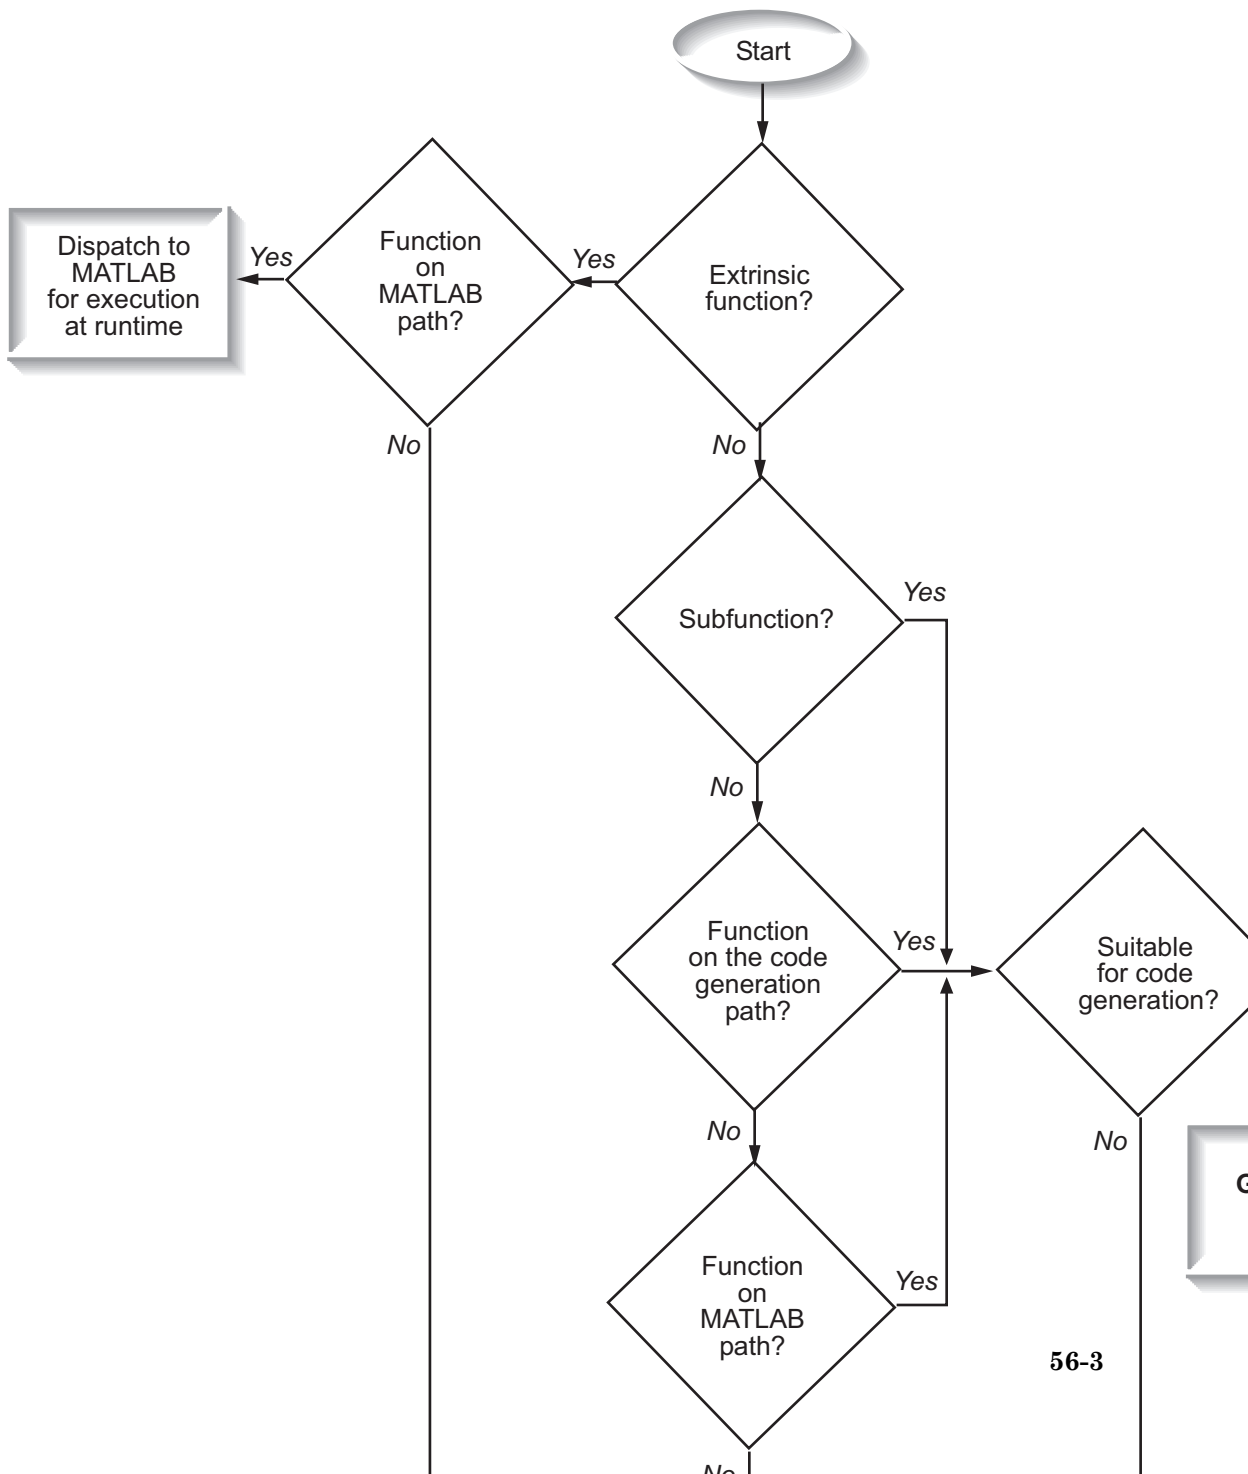 Start
Extrinsic
function?
Yes
Function
on
MATLAB
path?
Yes
Dispatch to
MATLAB
for execution
at runtime
No
No
Subfunction?
Yes
No
Function
on the code
generation
path?
Yes
Suitable
for code
generation?
No
No
G
Function
on
MATLAB
path?
Yes
56-3
No